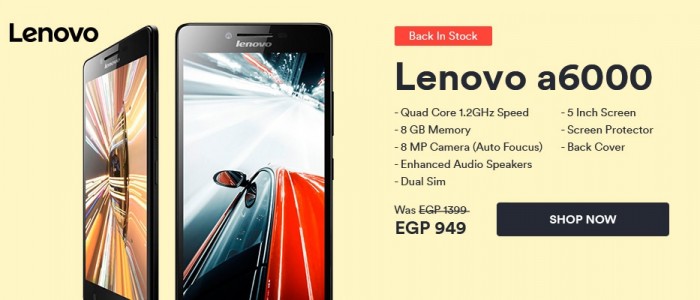 Lenovo
lenovo
Back In Stock
Lenovo a6000
- Quad Core 1.2GHz Speed
- 8 GB Memory
- 8 MP Camera (Auto Foucus)
- Enhanced Audio Speakers
- Dual Sim
- 5 Inch Screen
- Screen Protector
- Back Cover
Was EGP 1399
EGP 949
SHOP NOW